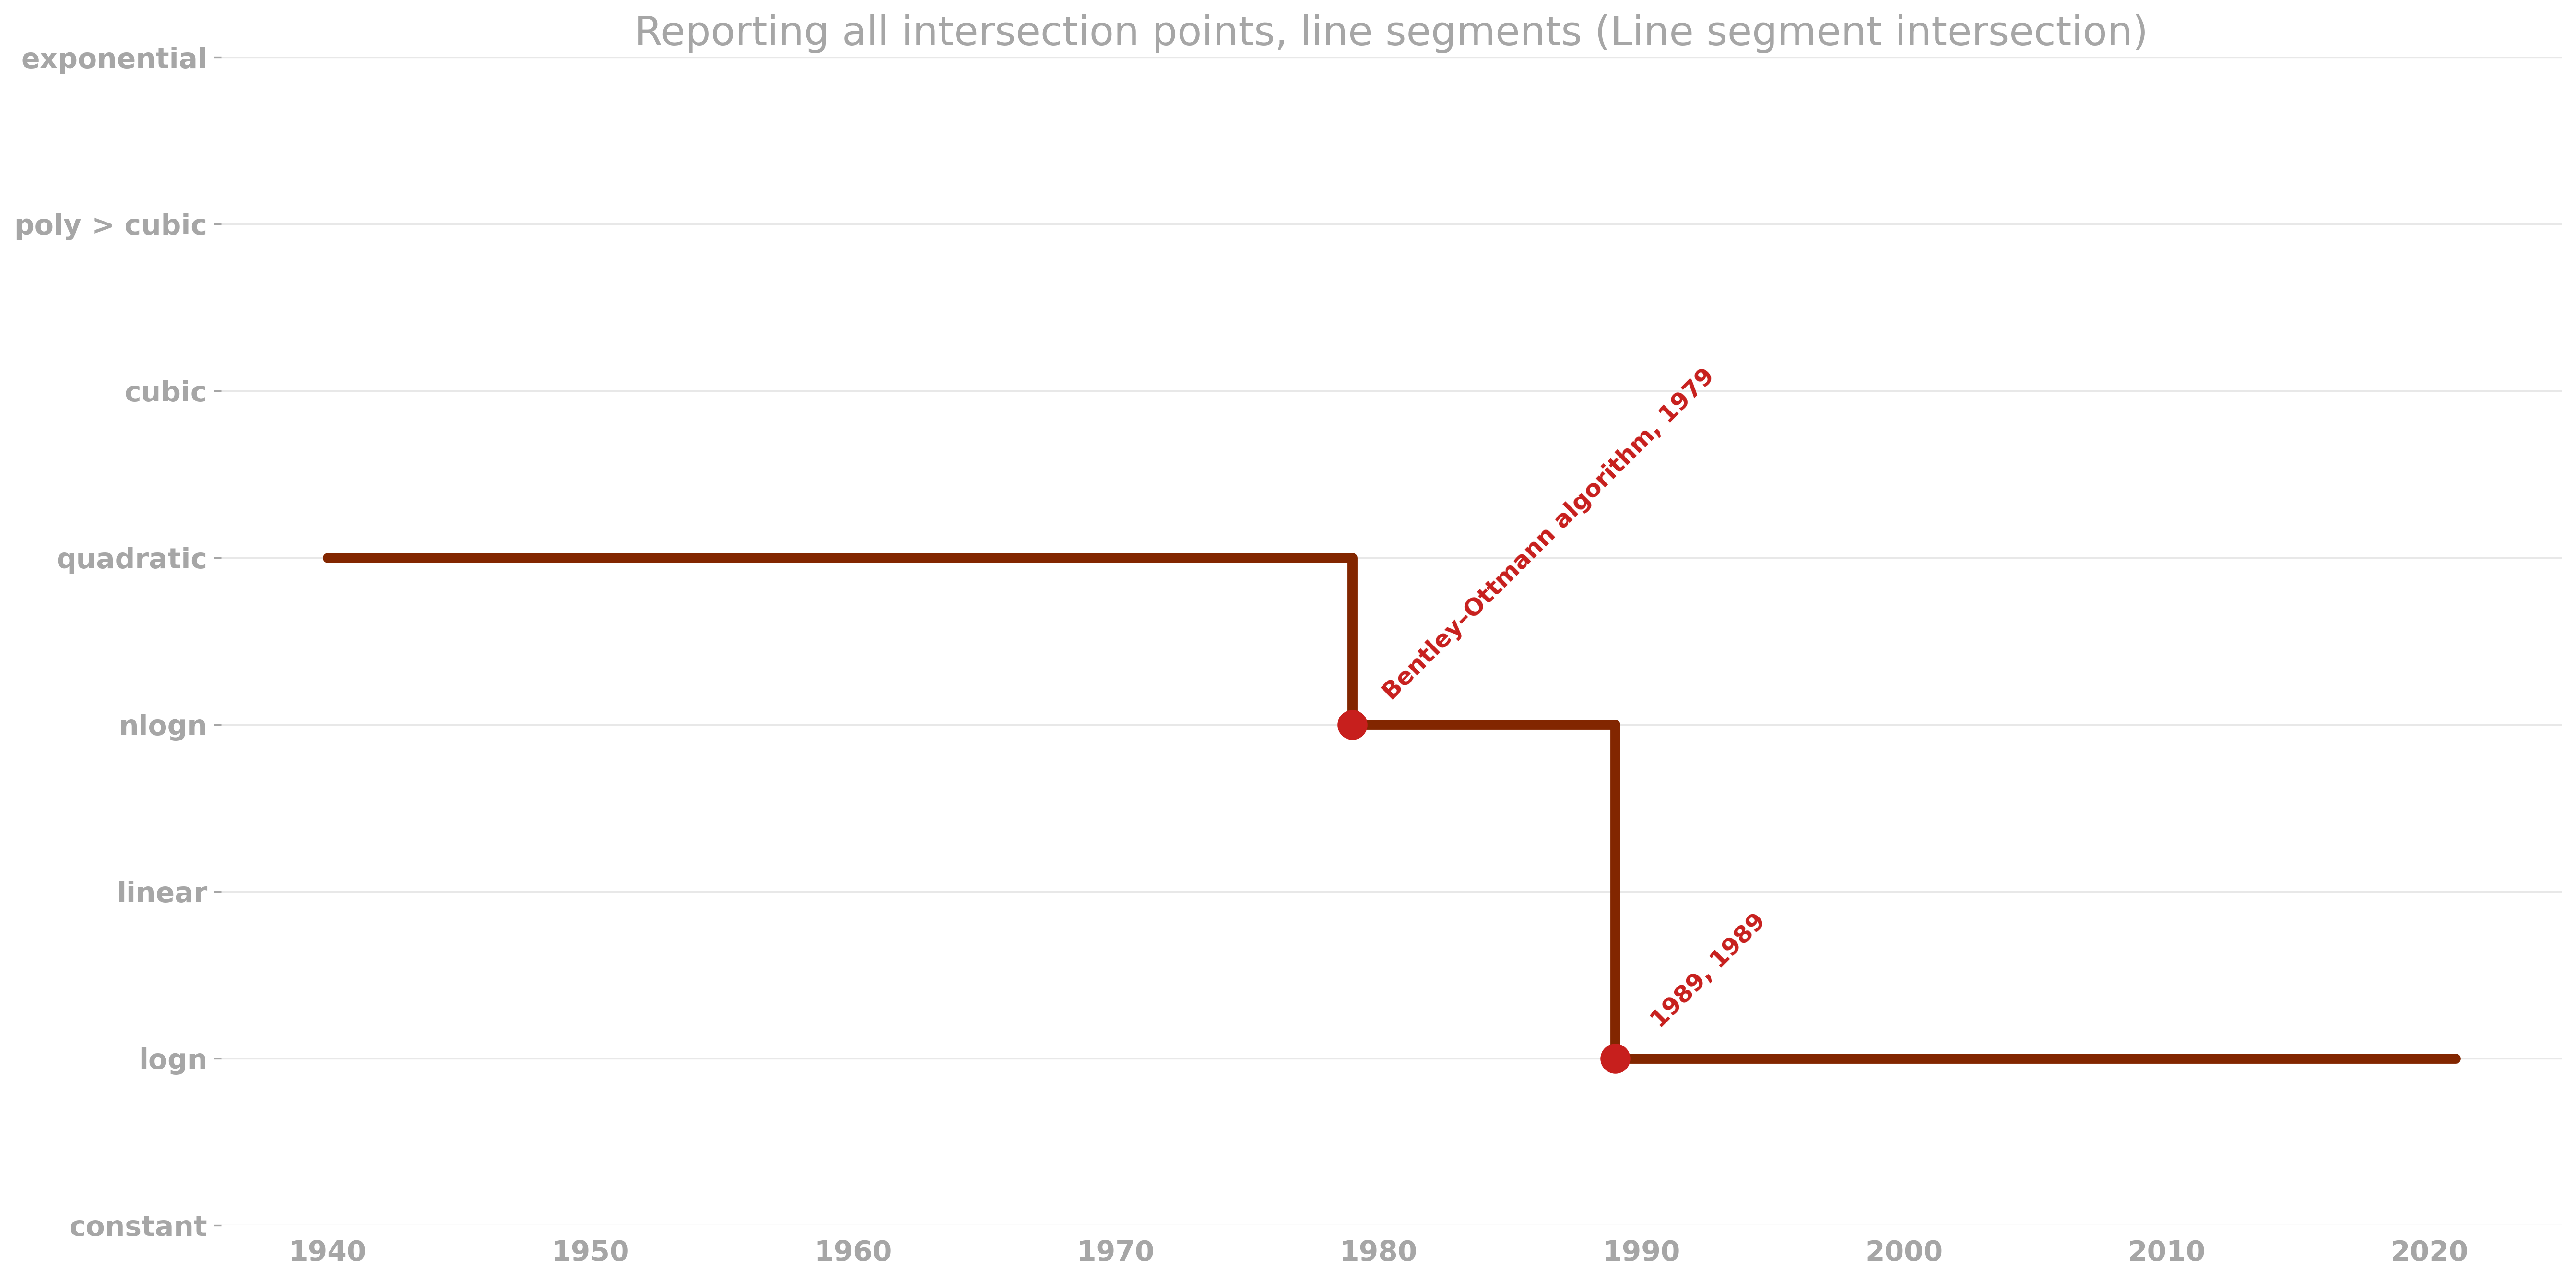 Reporting all intersection points, line segments (Line segment intersection)
exponential
poly > cubic
cubic
quadratic
nlogn
linear
logn
constant
Bentley–Ottmann algorithm, 1979
1989, 1989
1940 1950 1960 1970 1980 1990 2000 2010 2020